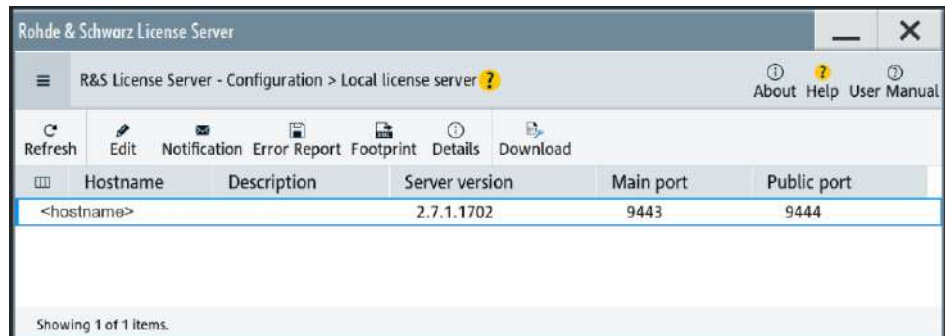 Rohde & Schwarz License Server
R&S License Server - Configuration > Local license server ?
About Help User Manual
Refresh Edit Notification Error Report Footprint Details Download
Hostname Description Server version Main port Public port
<hostname> 2.7.1.1702 9443 9444
Showing 1 of 1 items.